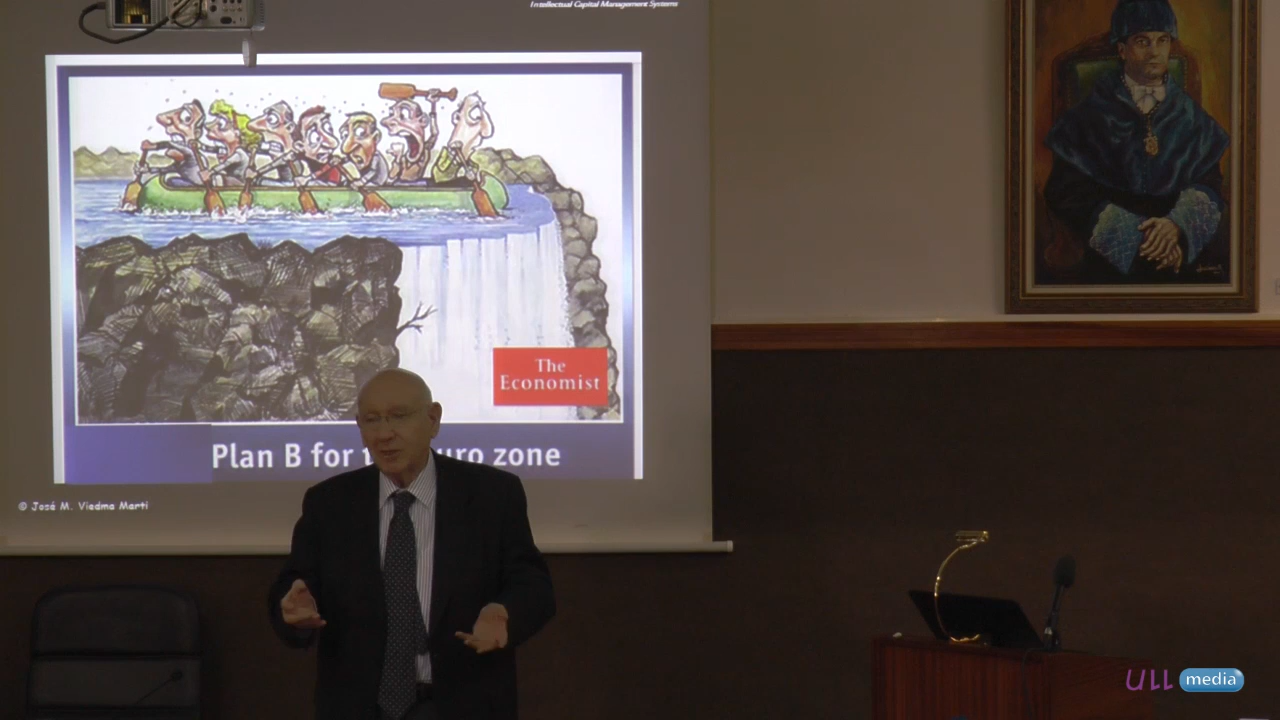 Intellectual Capital Management Systems
The
Economist
Plan B for uro zone
© José M. Viedma Marti
ULL media